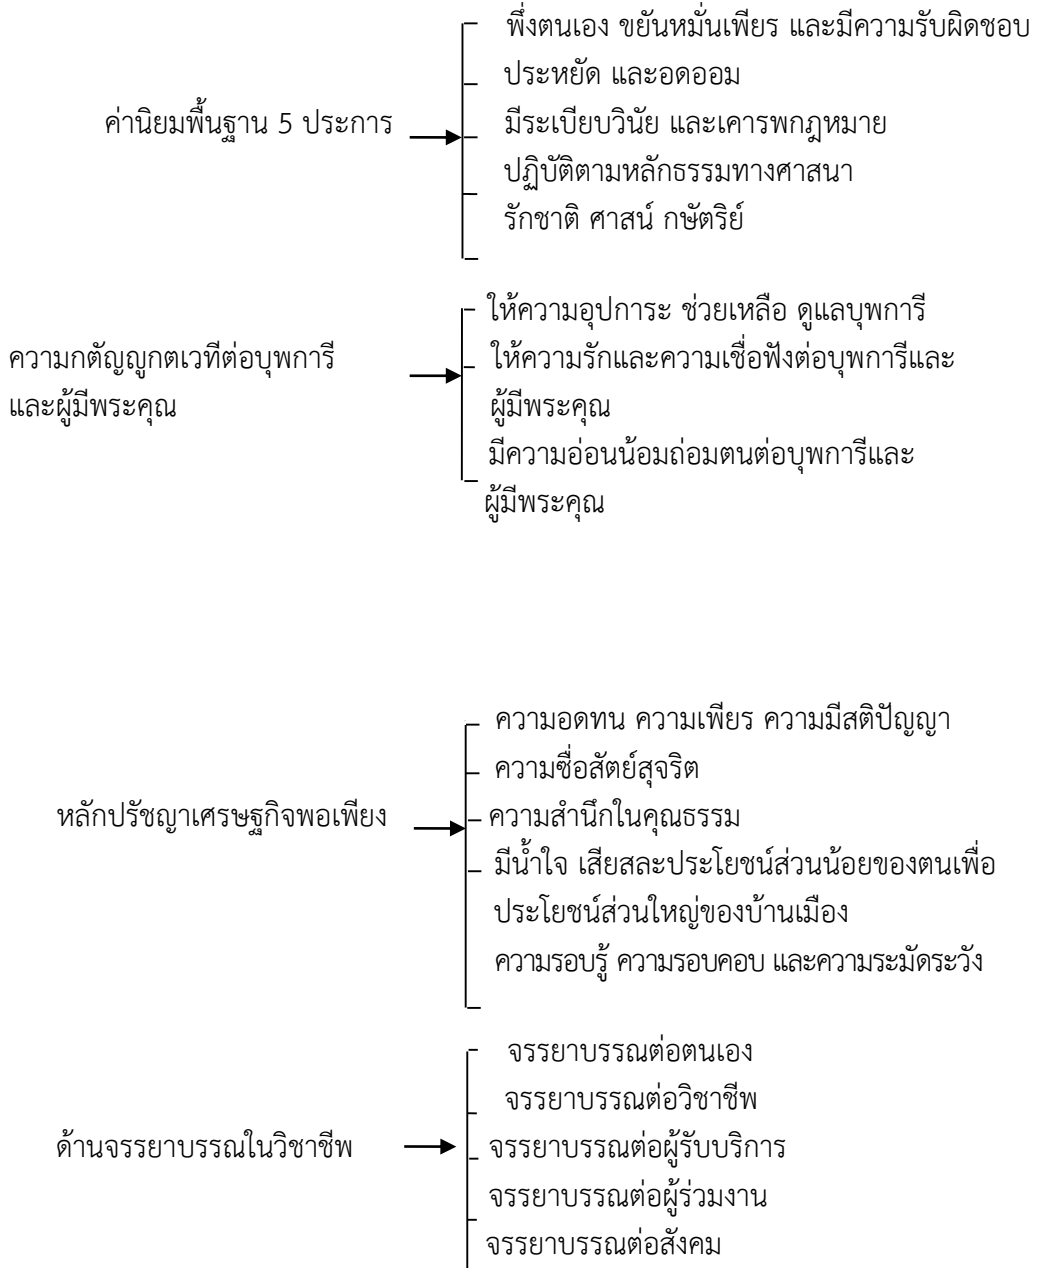 พึ่งตนเอง ขยันหมั่นเพียร และมีความรับผิดชอบ
ประหยัด และอดออม
ค่านิยมพื้นฐาน 5 ประการ
มีระเบียบวินัย และเคารพกฎหมาย
ปฏิบัติตามหลักธรรมทางศาสนา
รักชาติ ศาสน์ กษัตริย์
ให้ความอุปการะ ช่วยเหลือ ดูแลบุพการี
ความกตัญญูกตเวทีต่อบุพการี
และผู้มีพระคุณ
ให้ความรักและความเชื่อฟังต่อบุพการีและ
ผู้มีพระคุณ
มีความอ่อนน้อมถ่อมตนต่อบุพการีและ
ผู้มีพระคุณ
ความอดทน ความเพียร ความมีสติปัญญา
ความซื่อสัตย์สุจริต
หลักปรัชญาเศรษฐกิจพอเพียง
ความสำนึกในคุณธรรม
มีน้ำใจ เสียสละประโยชน์ส่วนน้อยของตนเพื่อ
ประโยชน์ส่วนใหญ่ของบ้านเมือง
ความรอบรู้ ความรอบคอบ และความระมัดระวัง
จรรยาบรรณต่อตนเอง
จรรยาบรรณต่อวิชาชีพ
ด้านจรรยาบรรณในวิชาชีพ
จรรยาบรรณต่อผู้รับบริการ
จรรยาบรรณต่อผู้ร่วมงาน
จรรยาบรรณต่อสังคม